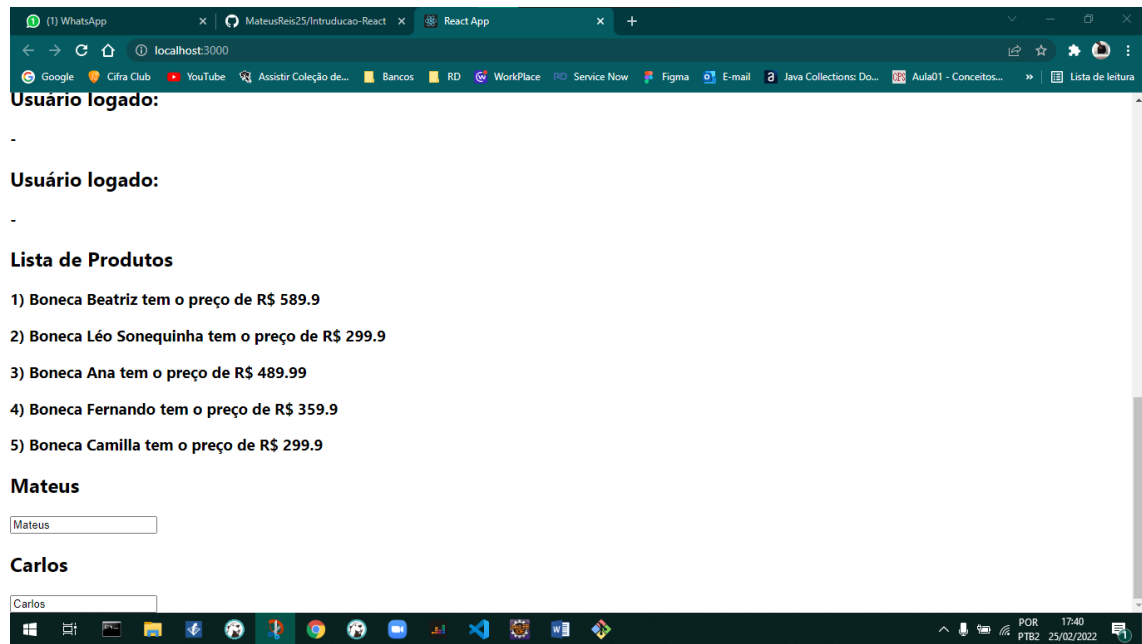 (1) WhatsApp
MateusReis25/Intruducao-React
React App
localhost:3000
Google Cifra Club YouTube Assistir Coleção de... Bancos RD WorkPlace RD Service Now Figma E-mail Java Collections: Do... CPS Aula01 - Conceitos... » Lista de leitura
Usuário logado:
-
Usuário logado:
-
Lista de Produtos
1) Boneca Beatriz tem o preço de R$ 589.9
2) Boneca Léo Sonequinha tem o preço de R$ 299.9
3) Boneca Ana tem o preço de R$ 489.99
4) Boneca Fernando tem o preço de R$ 359.9
5) Boneca Camilla tem o preço de R$ 299.9
Mateus
Mateus
Carlos
Carlos
POR 17:40
PTB2 25/02/2022